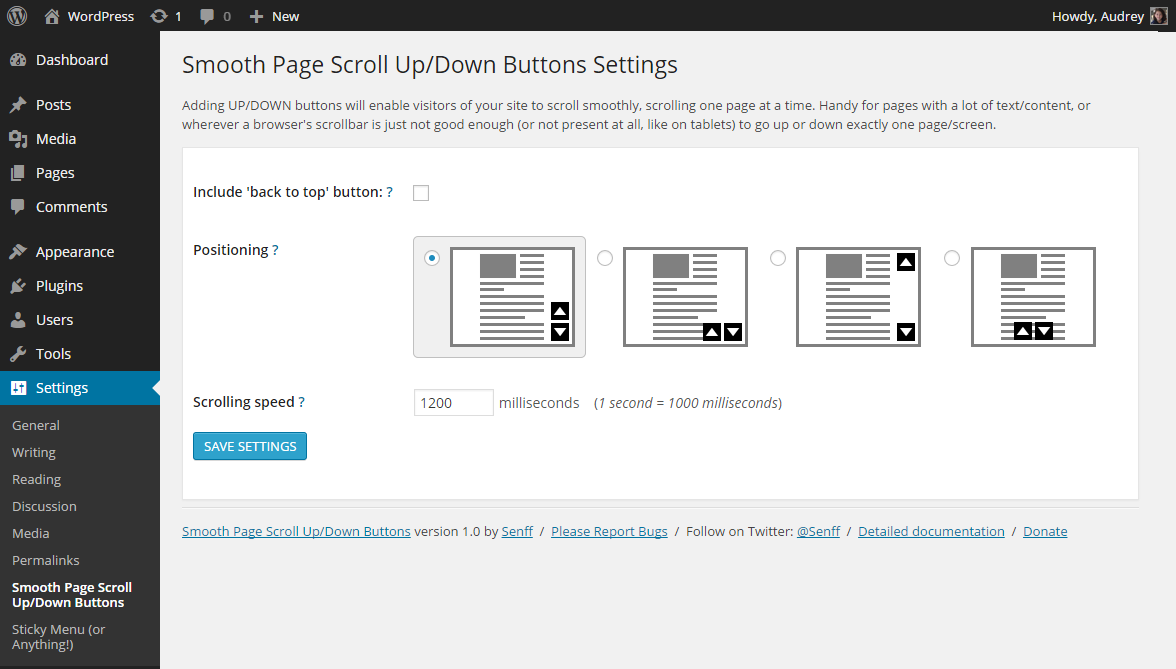 WordPress 1 0 New Howdy, Audrey
Dashboard
Posts
Media
Pages
Comments
Appearance
Plugins
Users
Tools
Settings
General
Writing
Reading
Discussion
Media
Permalinks
Smooth Page Scroll
Up/Down Buttons
Sticky Menu (or
Anything!)
Smooth Page Scroll Up/Down Buttons Settings
Adding UP/DOWN buttons will enable visitors of your site to scroll smoothly, scrolling one page at a time. Handy for pages with a lot of text/content, or
wherever a browser's scrollbar is just not good enough (or not present at all, like on tablets) to go up or down exactly one page/screen.
Include 'back to top' button: ?
Positioning ?
Scrolling speed ? 1200 milliseconds (1 second = 1000 milliseconds)
SAVE SETTINGS
Smooth Page Scroll Up/Down Buttons version 1.0 by Senff / Please Report Bugs / Follow on Twitter: @Senff / Detailed documentation / Donate